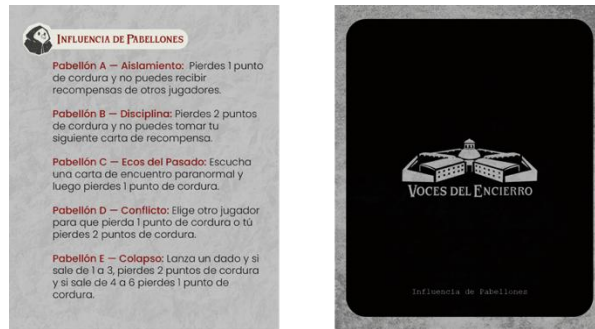 INFLUENCIA DE PABELLONES
Pabellón A — Aislamiento: Pierdes 1 punto
de cordura y no puedes recibir
recompensas de otros jugadores.
Pabellón B — Disciplina: Pierdes 2 puntos
de cordura y no puedes tomar tu
siguiente carta de recompensa.
Pabellón C — Ecos del Pasado: Escucha
una carta de encuentro paranormal y
luego pierdes 1 punto de cordura.
Pabellón D — Conflicto: Elige otro jugador
para que pierda 1 punto de cordura o tú
pierdes 2 puntos de cordura.
Pabellón E — Colapso: Lanza un dado y si
sale de 1 a 3, pierdes 2 puntos de cordura
y si sale de 4 a 6 pierdes 1 punto de
cordura.
VOCES DEL ENCIERRO
Influencia de Pabellones